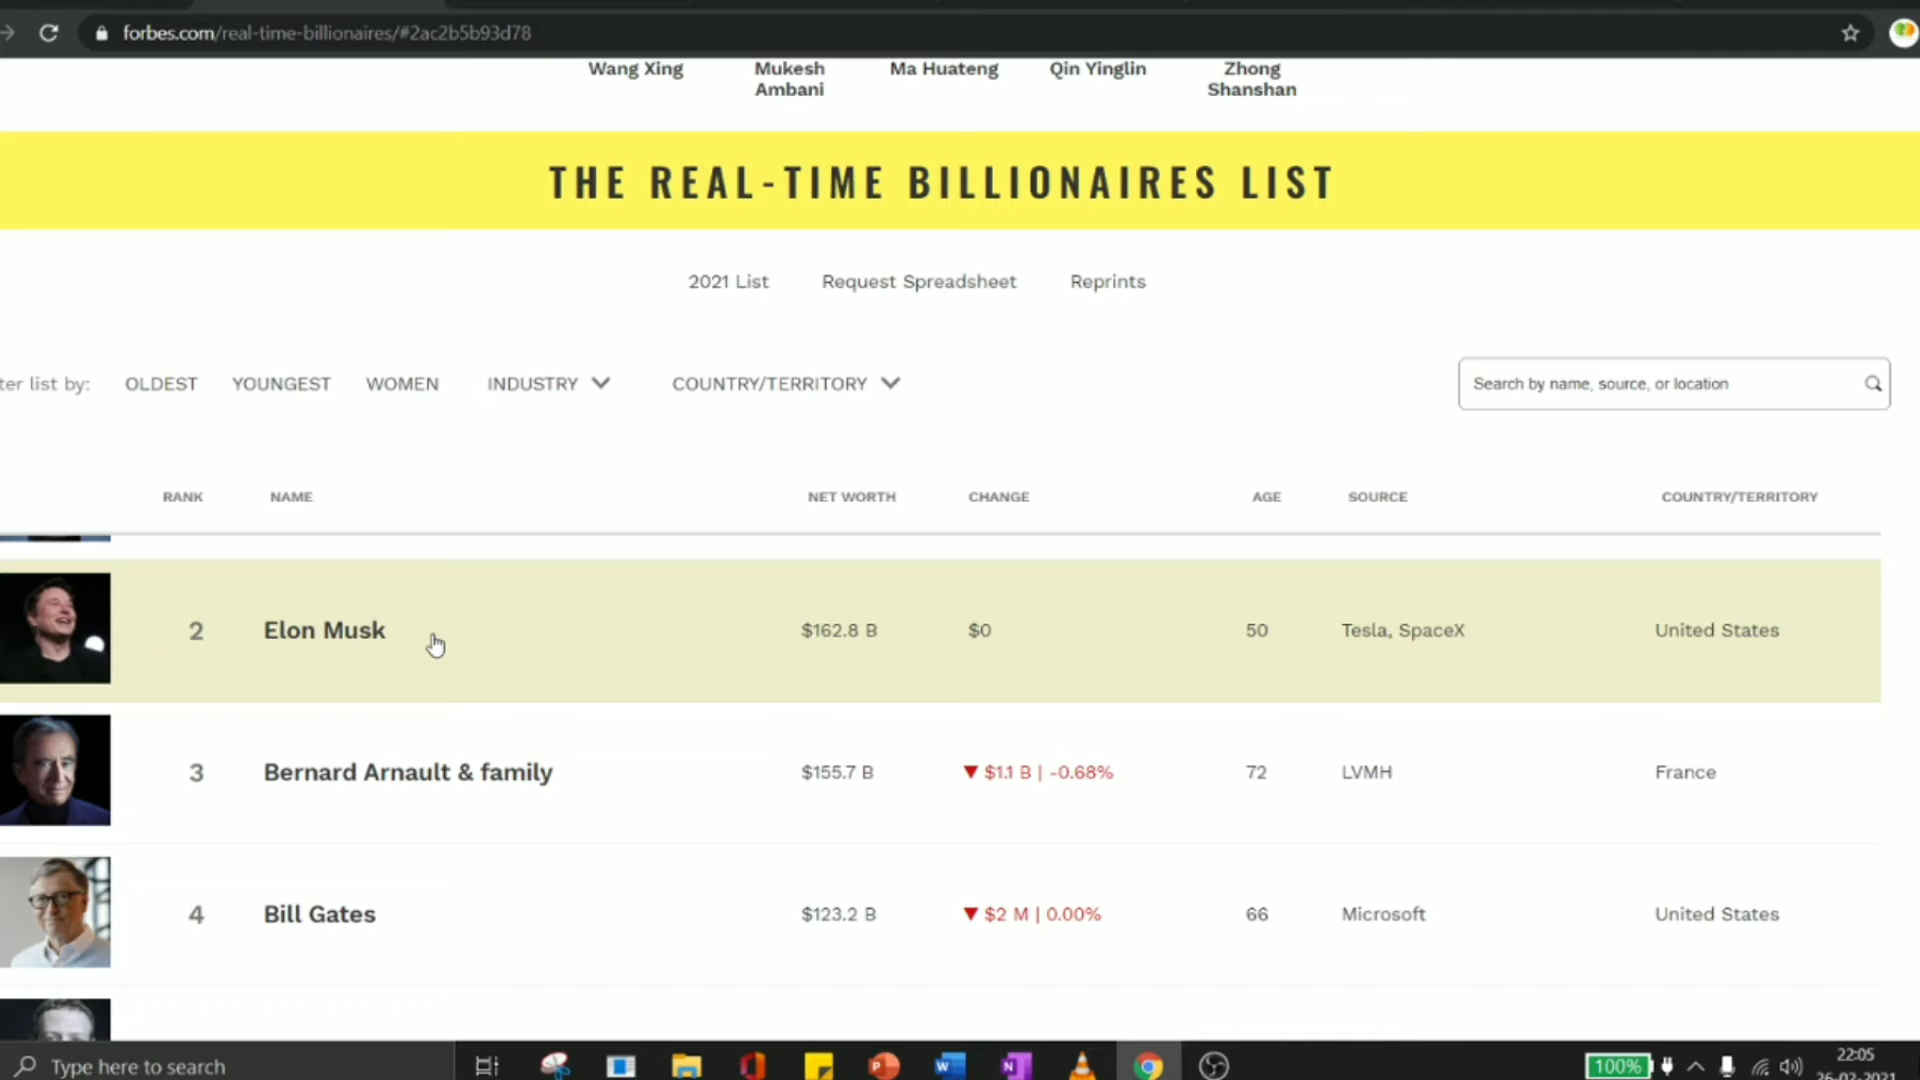 forbes.com/real-time-billionaires/#2ac2b5b93d78
Wang Xing
Mukesh
Ambani
Ma Huateng
Qin Yinglin
Zhong
Shanshan
THE REAL-TIME BILLIONAIRES LIST
2021 List Request Spreadsheet Reprints
ter list by: OLDEST YOUNGEST WOMEN INDUSTRY COUNTRY/TERRITORY
Search by name, source, or location
RANK NAME NET WORTH CHANGE AGE SOURCE COUNTRY/TERRITORY
2 Elon Musk $162.8 B $0 50 Tesla, SpaceX United States
3 Bernard Arnault & family $155.7 B ▼ $1.1 B | -0.68% 72 LVMH France
4 Bill Gates $123.2 B ▼ $2 M | 0.00% 66 Microsoft United States
Type here to search
100%
22:05
26-02-2021